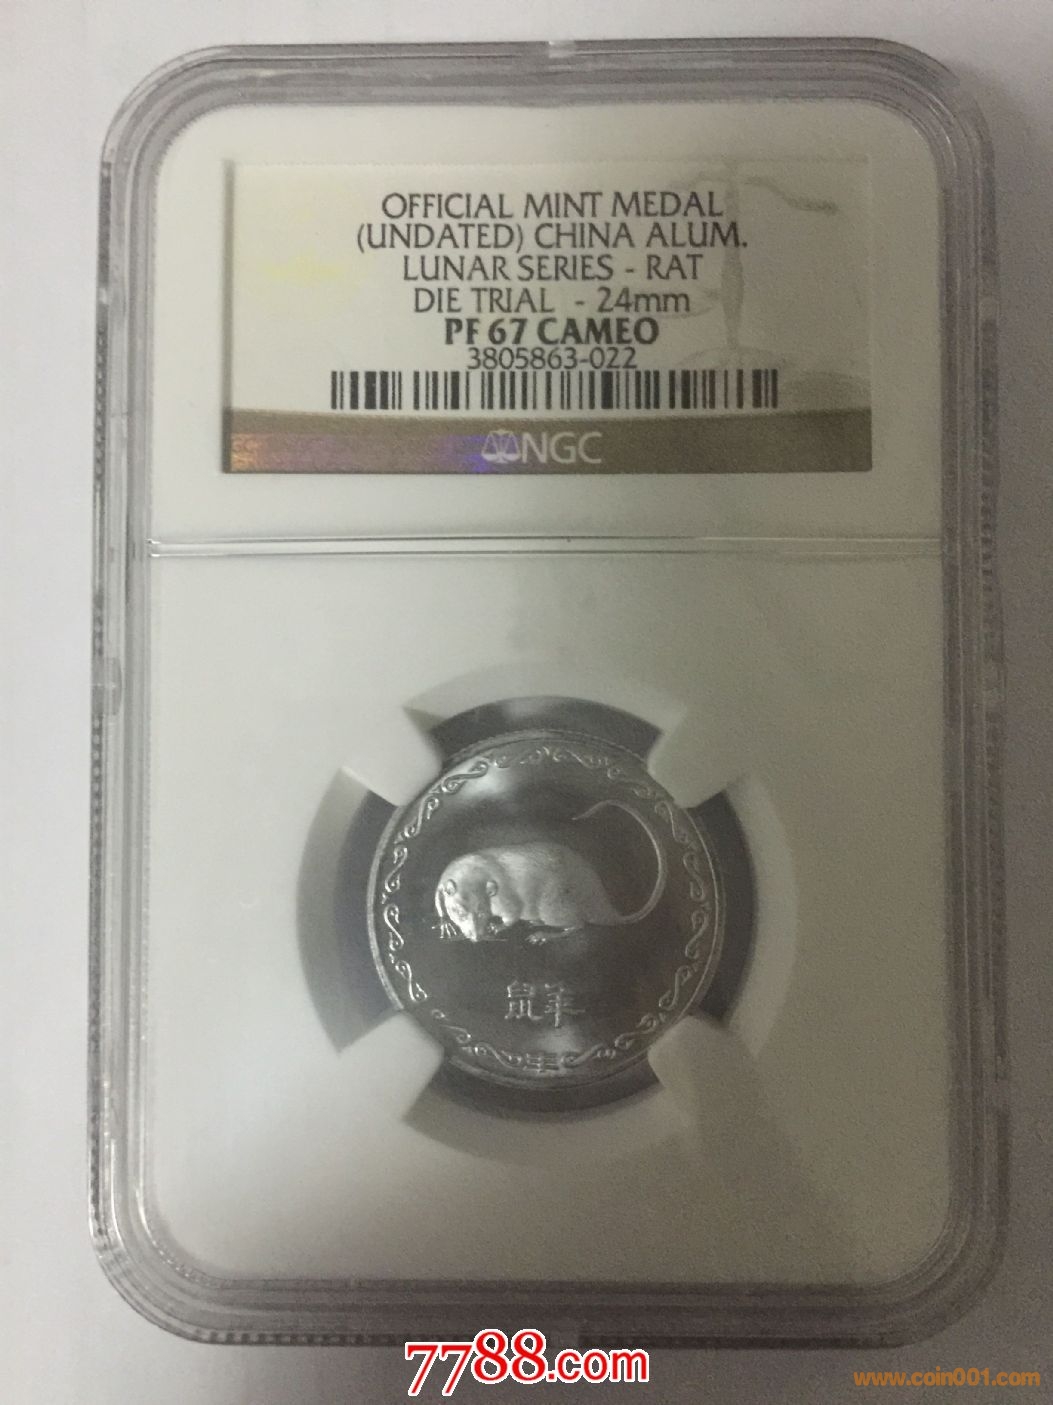 OFFICIAL MINT MEDAL
(UNDATED) CHINA ALUM.
LUNAR SERIES - RAT
DIE TRIAL - 24mm
PF 67 CAMEO
3805863-022
NGC
鼠年
7788.com
www.coin001.com